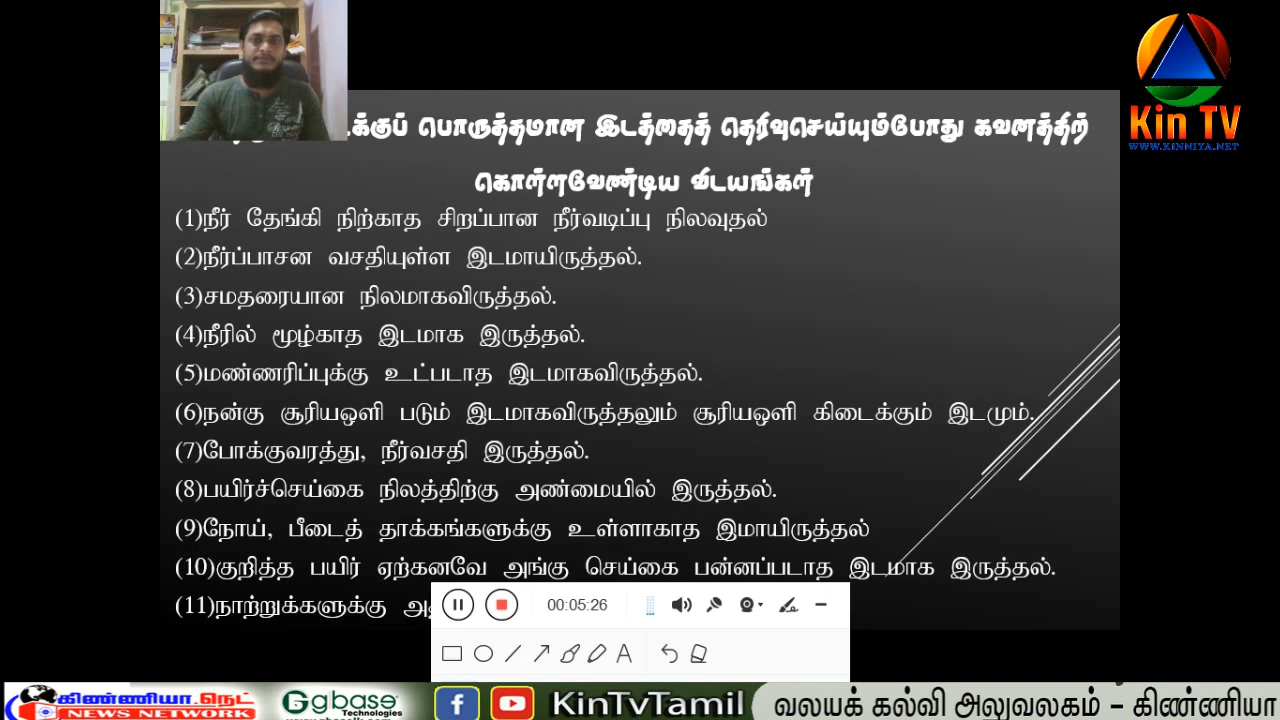 Kin TV
WWW.KINNIYA.NET
பொருத்தமான இடத்தைத் தெரிவுசெய்யும்போது கவனத்திற்
கொள்ளவேண்டிய விடயங்கள்
(1)நீர் தேங்கி நிற்காத சிறப்பான நீர்வடிப்பு நிலவுதல்
(2)நீர்ப்பாசன வசதியுள்ள இடமாயிருத்தல்.
(3)சமதரையான நிலமாகவிருத்தல்.
(4)நீரில் மூழ்காத இடமாக இருத்தல்.
(5)மண்ணரிப்புக்கு உட்படாத இடமாகவிருத்தல்.
(6)நன்கு சூரியஒளி படும் இடமாகவிருத்தலும் சூரியஒளி கிடைக்கும் இடமும்.
(7)போக்குவரத்து, நீர்வசதி இருத்தல்.
(8)பயிர்ச்செய்கை நிலத்திற்கு அண்மையில் இருத்தல்.
(9)நோய், பீடைத் தாக்கங்களுக்கு உள்ளாகாத இமாயிருத்தல்
(10)குறித்த பயிர் ஏற்கனவே அங்கு செய்கை பன்னப்படாத இடமாக இருத்தல்.
(11)நாற்றுக்களுக்கு
00:05:26
கிண்ணியா.நெட்
NEWS NETWORK
gbase
Technologies
KinTvTamil
வலயக் கல்வி அலுவலகம் - கிண்ணியா